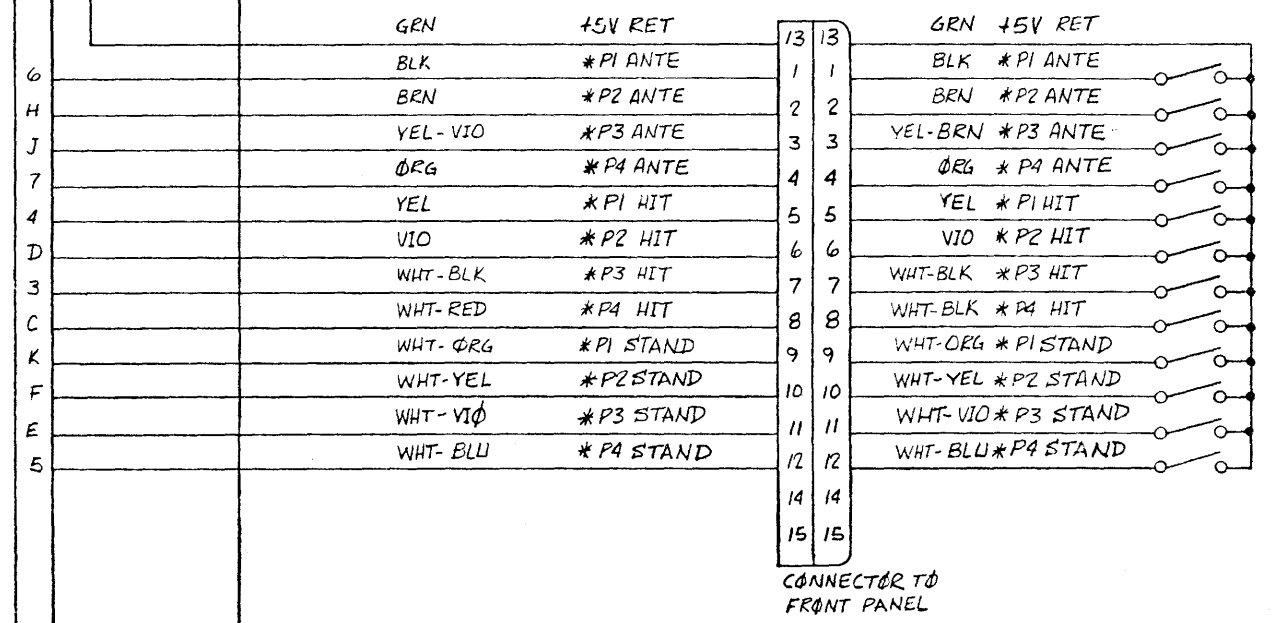 GRN +5V RET 13 13 GRN +5V RET
6 BLK *P1 ANTE 1 1 BLK *P1 ANTE
H BRN *P2 ANTE 2 2 BRN *P2 ANTE
J YEL-VIO *P3 ANTE 3 3 YEL-BRN *P3 ANTE
7 ØRG *P4 ANTE 4 4 ØRG *P4 ANTE
4 YEL *P1 HIT 5 5 YEL *P1 HIT
D VIO *P2 HIT 6 6 VIO *P2 HIT
3 WHT-BLK *P3 HIT 7 7 WHT-BLK *P3 HIT
C WHT-RED *P4 HIT 8 8 WHT-BLK *P4 HIT
K WHT-ØRG *P1 STAND 9 9 WHT-ORG *P1 STAND
F WHT-YEL *P2 STAND 10 10 WHT-YEL *P2 STAND
E WHT-VIØ *P3 STAND 11 11 WHT-VIO *P3 STAND
5 WHT-BLU *P4 STAND 12 12 WHT-BLU *P4 STAND
14 14
15 15
CØNNECTØR TØ
FRØNT PANEL